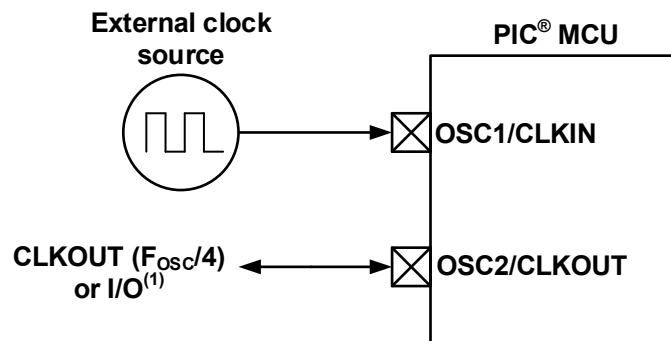 External clock
source
PIC® MCU
OSC1/CLKIN
CLKOUT (FOSC/4)
or I/O(1)
OSC2/CLKOUT